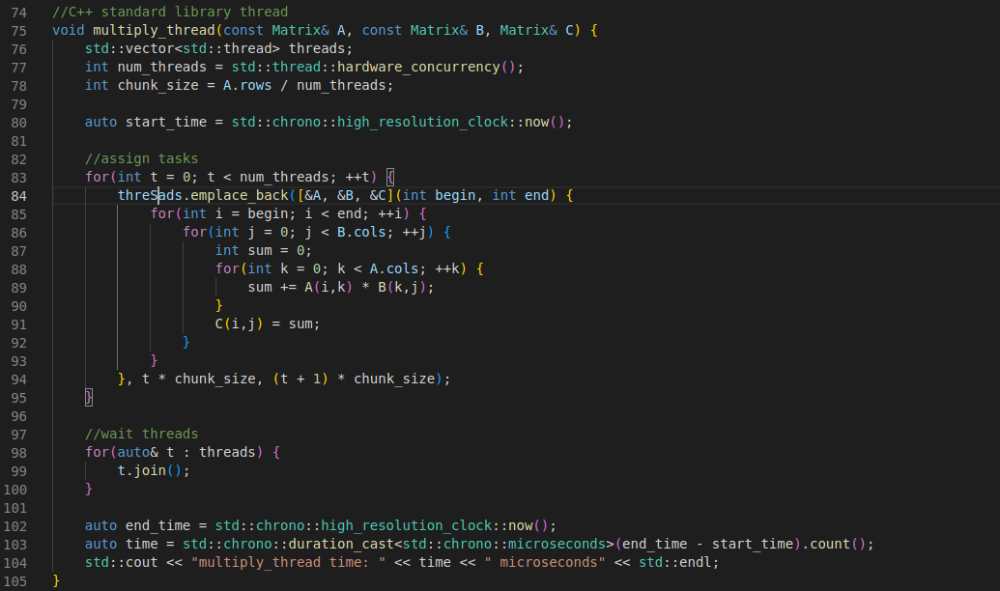 74 //C++ standard library thread
75 void multiply_thread(const Matrix& A, const Matrix& B, Matrix& C) {
76     std::vector<std::thread> threads;
77     int num_threads = std::thread::hardware_concurrency();
78     int chunk_size = A.rows / num_threads;
79
80     auto start_time = std::chrono::high_resolution_clock::now();
81
82     //assign tasks
83     for(int t = 0; t < num_threads; ++t) {
84         threSads.emplace_back([&A, &B, &C](int begin, int end) {
85             for(int i = begin; i < end; ++i) {
86                 for(int j = 0; j < B.cols; ++j) {
87                     int sum = 0;
88                     for(int k = 0; k < A.cols; ++k) {
89                         sum += A(i,k) * B(k,j);
90                     }
91                     C(i,j) = sum;
92                 }
93             }
94         }, t * chunk_size, (t + 1) * chunk_size);
95     }
96
97     //wait threads
98     for(auto& t : threads) {
99         t.join();
100     }
101
102     auto end_time = std::chrono::high_resolution_clock::now();
103     auto time = std::chrono::duration_cast<std::chrono::microseconds>(end_time - start_time).count();
104     std::cout << "multiply_thread time: " << time << " microseconds" << std::endl;
105 }